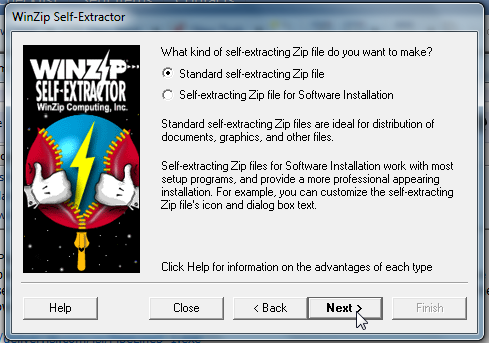 WinZip Self-Extractor
WINZIP
SELF-EXTRACTOR
WinZip Computing, Inc.
What kind of self-extracting Zip file do you want to make?
Standard self-extracting Zip file
Self-extracting Zip file for Software Installation
Standard self-extracting Zip files are ideal for distribution of
documents, graphics, and other files.
Self-extracting Zip files for Software Installation work with most
setup programs, and provide a more professional appearing
installation. For example, you can customize the self-extracting
Zip file's icon and dialog box text.
Click Help for information on the advantages of each type
Help
Close
< Back
Next >
Finish